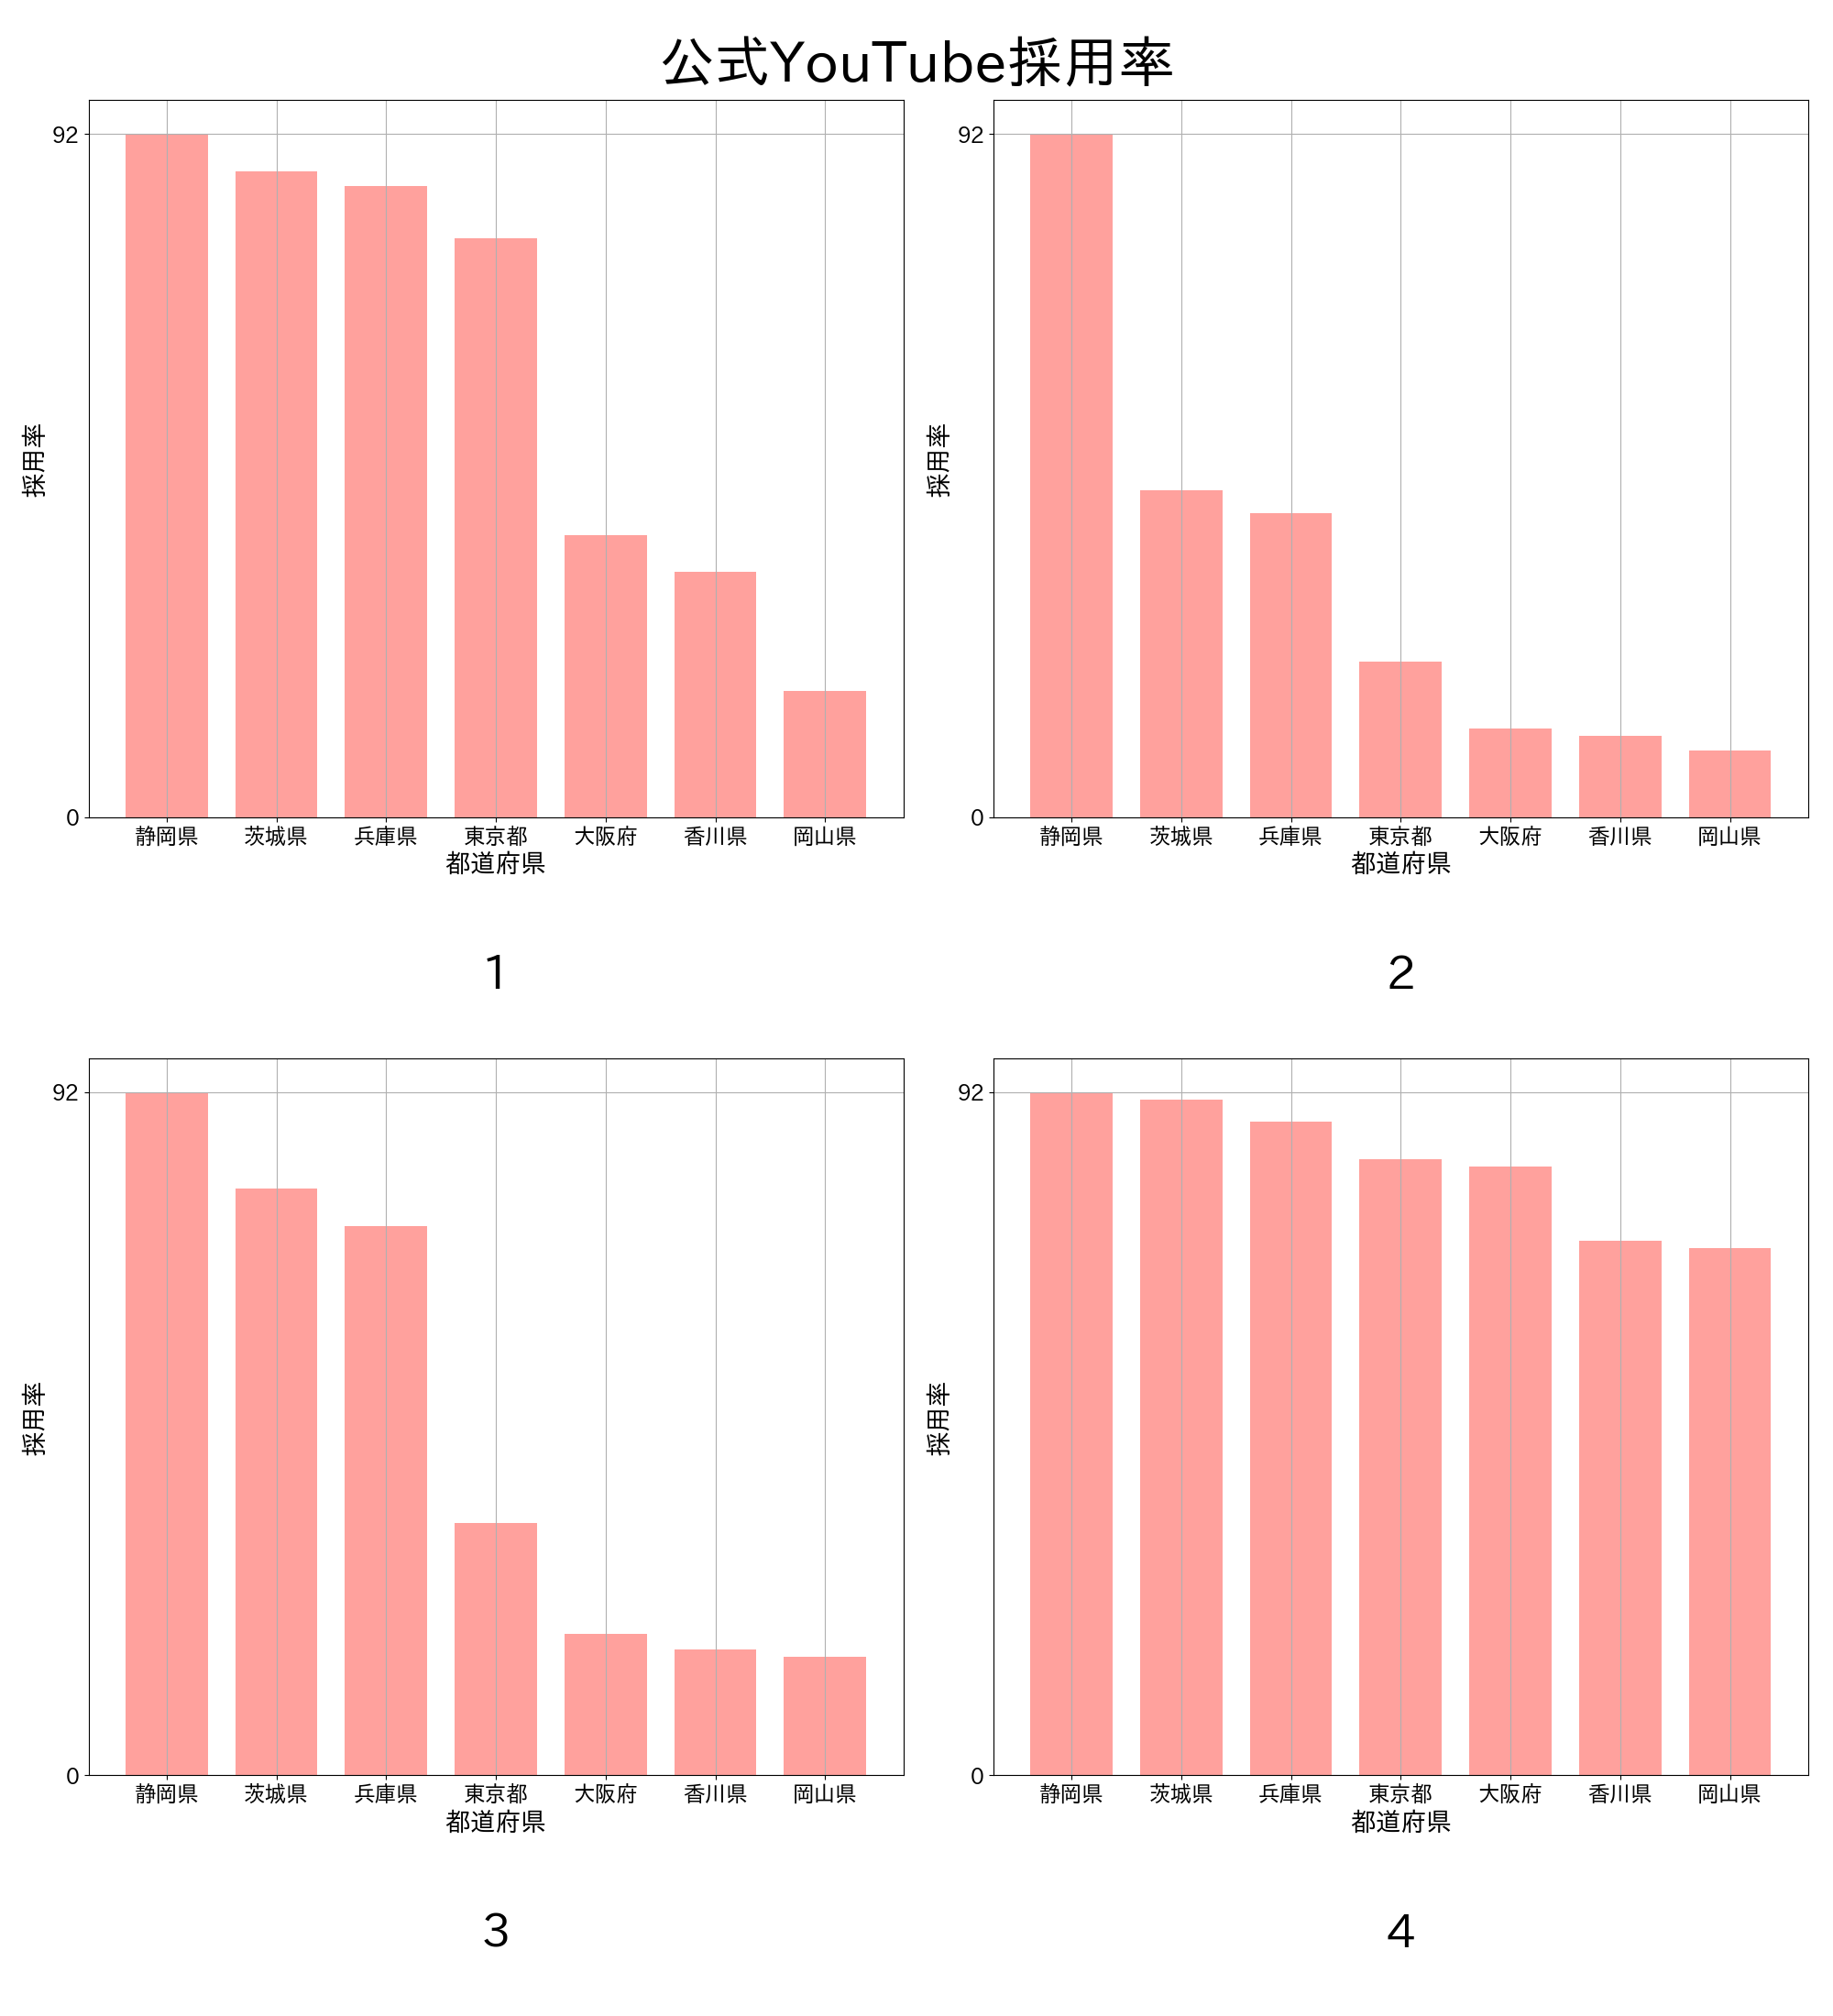 公式YouTube採用率
92
採用率
0
静岡県 茨城県 兵庫県 東京都 大阪府 香川県 岡山県
都道府県
1
92
採用率
0
静岡県 茨城県 兵庫県 東京都 大阪府 香川県 岡山県
都道府県
2
92
採用率
0
静岡県 茨城県 兵庫県 東京都 大阪府 香川県 岡山県
都道府県
3
92
採用率
0
静岡県 茨城県 兵庫県 東京都 大阪府 香川県 岡山県
都道府県
4